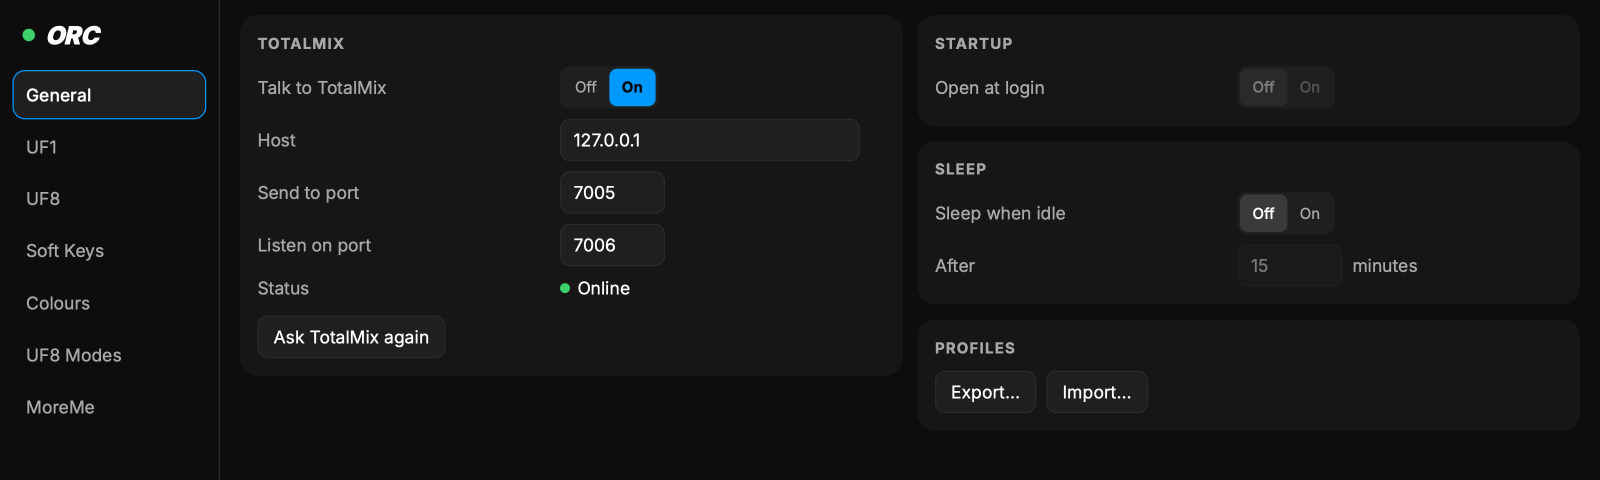 ORC
General
UF1
UF8
Soft Keys
Colours
UF8 Modes
MoreMe
TOTALMIX
Talk to TotalMix Off On
Host 127.0.0.1
Send to port 7005
Listen on port 7006
Status Online
Ask TotalMix again
STARTUP
Open at login Off On
SLEEP
Sleep when idle Off On
After 15 minutes
PROFILES
Export... Import...